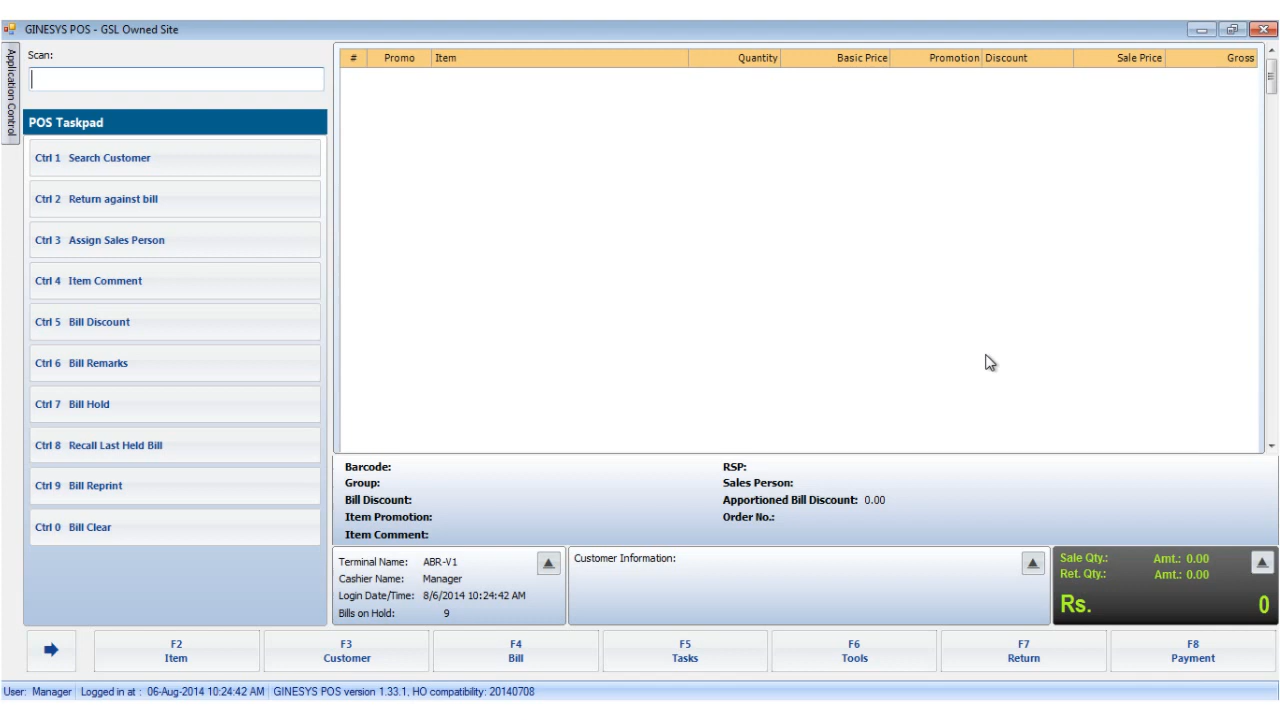 GINESYS POS - GSL Owned Site
Application Control
Scan:
# Promo Item Quantity Basic Price Promotion Discount Sale Price Gross
POS Taskpad
Ctrl 1 Search Customer
Ctrl 2 Return against bill
Ctrl 3 Assign Sales Person
Ctrl 4 Item Comment
Ctrl 5 Bill Discount
Ctrl 6 Bill Remarks
Ctrl 7 Bill Hold
Ctrl 8 Recall Last Held Bill
Ctrl 9 Bill Reprint
Ctrl 0 Bill Clear
Barcode: RSP:
Group: Sales Person:
Bill Discount: Apportioned Bill Discount: 0.00
Item Promotion: Order No.:
Item Comment:
Terminal Name: ABR-V1
Cashier Name: Manager
Login Date/Time: 8/6/2014 10:24:42 AM
Bills on Hold: 9
Customer Information:
Sale Qty.: Amt.: 0.00
Ret. Qty.: Amt.: 0.00
Rs. 0
F2 F3 F4 F5 F6 F7 F8
Item Customer Bill Tasks Tools Return Payment
User: Manager Logged in at : 06-Aug-2014 10:24:42 AM GINESYS POS version 1.33.1, HO compatibility: 20140708